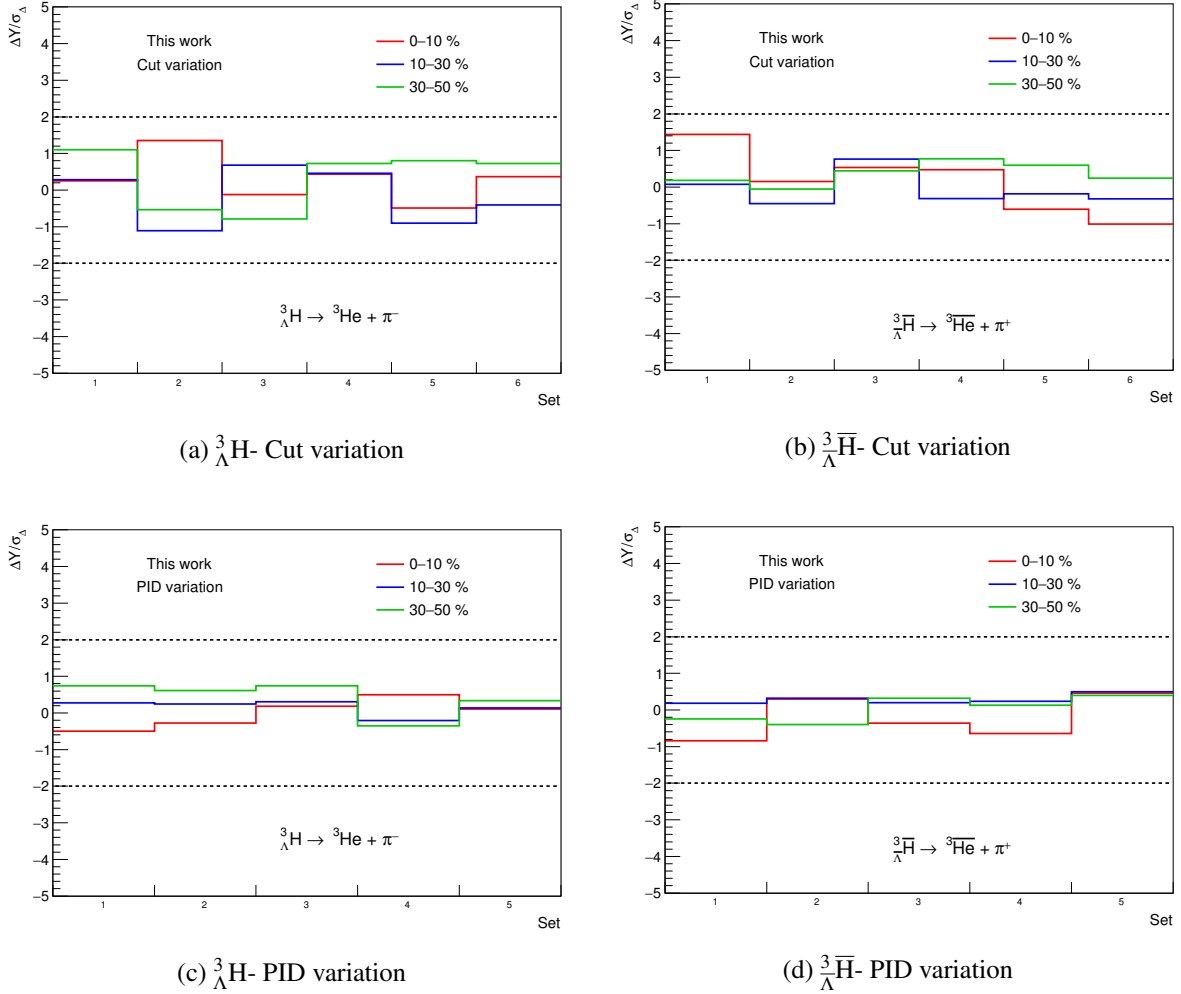 ΔY/σ_Δ
5
4
3
2
1
0
−1
−2
−3
−4
−5
This work
Cut variation
0–10 %
10–30 %
30–50 %
³_ΛH → ³He + π⁻
1 2 3 4 5 6
Set
(a) ³_ΛH- Cut variation
ΔY/σ_Δ
5
4
3
2
1
0
−1
−2
−3
−4
−5
This work
Cut variation
0–10 %
10–30 %
30–50 %
³_Λ̅H̅ → ³H̅e̅ + π⁺
1 2 3 4 5 6
Set
(b) ³_Λ̅H̅- Cut variation
ΔY/σ_Δ
5
4
3
2
1
0
−1
−2
−3
−4
−5
This work
PID variation
0–10 %
10–30 %
30–50 %
³_ΛH → ³He + π⁻
1 2 3 4 5
Set
(c) ³_ΛH- PID variation
ΔY/σ_Δ
5
4
3
2
1
0
−1
−2
−3
−4
−5
This work
PID variation
0–10 %
10–30 %
30–50 %
³_Λ̅H̅ → ³H̅e̅ + π⁺
1 2 3 4 5
Set
(d) ³_Λ̅H̅- PID variation